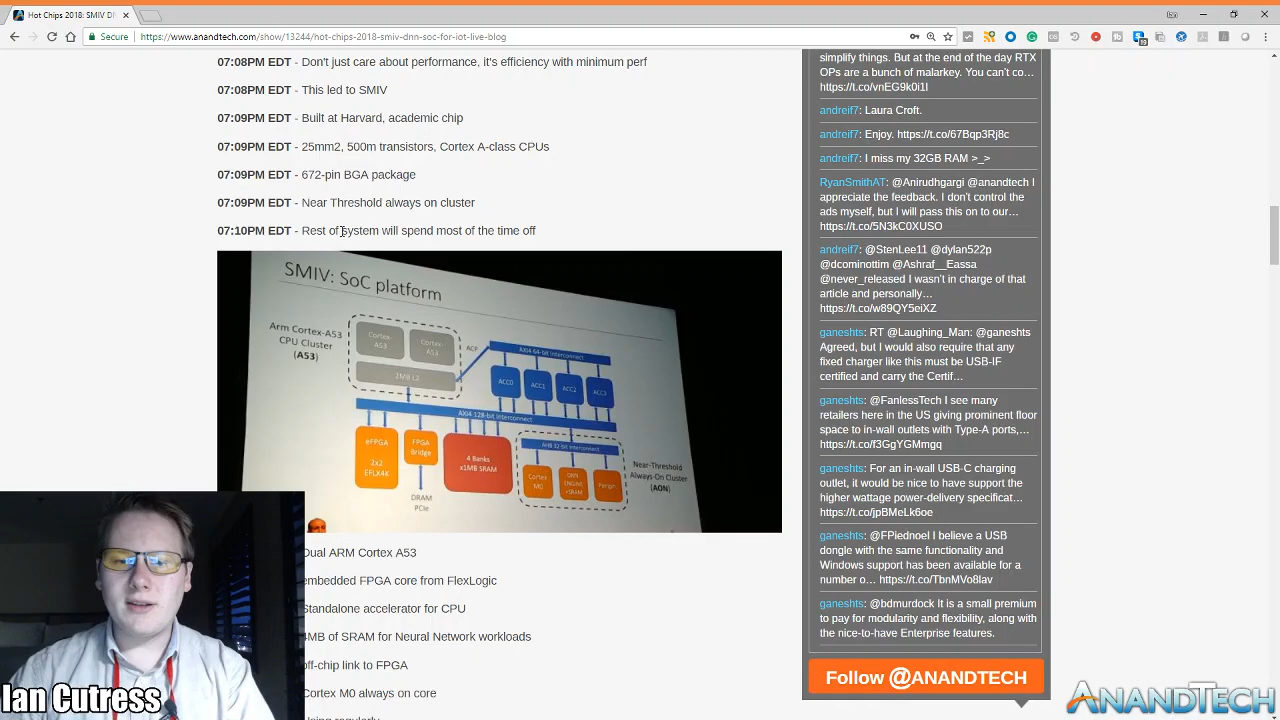 Hot Chips 2018: SMIV DN
Secure
https://www.anandtech.com/show/13244/hot-chips-2018-smiv-dnn-soc-for-iot-live-blog
07:08PM EDT - Don't just care about performance, it's efficiency with minimum perf
07:08PM EDT - This led to SMIV
07:09PM EDT - Built at Harvard, academic chip
07:09PM EDT - 25mm2, 500m transistors, Cortex A-class CPUs
07:09PM EDT - 672-pin BGA package
07:09PM EDT - Near Threshold always on cluster
07:10PM EDT - Rest of system will spend most of the time off
SMIV: SoC platform
Arm Cortex-A53
CPU Cluster
(A53)
Cortex
A53
Cortex
A53
2MB L2
ACP
AXI4 64-bit Interconnect
ACC0
ACC1
ACC2
ACC3
AXI4 128-bit Interconnect
eFPGA
2x2
EFLX4K
FPGA
Bridge
4 Banks
x1MB SRAM
AHB 32-bit Interconnect
Cortex
M0
DNN
ENGINE
+SRAM
Periph
Near-Threshold
Always-On Cluster
(AON)
DRAM
PCIe
Dual ARM Cortex A53
embedded FPGA core from FlexLogic
Standalone accelerator for CPU
4MB of SRAM for Neural Network workloads
off-chip link to FPGA
Cortex M0 always on core
simplify things. But at the end of the day RTX
OPs are a bunch of malarkey. You can't co…
https://t.co/vnEG9k0i1I
andreif7: Laura Croft.
andreif7: Enjoy. https://t.co/67Bqp3Rj8c
andreif7: I miss my 32GB RAM >_>
RyanSmithAT: @Anirudhgargi @anandtech I
appreciate the feedback. I don't control the
ads myself, but I will pass this on to our…
https://t.co/5N3kC0XUSO
andreif7: @StenLee11 @dylan522p
@dcominottim @Ashraf__Eassa
@never_released I wasn't in charge of that
article and personally…
https://t.co/w89QY5eiXZ
ganeshts: RT @Laughing_Man: @ganeshts
Agreed, but I would also require that any
fixed charger like this must be USB-IF
certified and carry the Certif…
ganeshts: @FanlessTech I see many
retailers here in the US giving prominent floor
space to in-wall outlets with Type-A ports,…
https://t.co/f3GgYGMmgq
ganeshts: For an in-wall USB-C charging
outlet, it would be nice to have support the
higher wattage power-delivery specificat…
https://t.co/jpBMeLk6oe
ganeshts: @FPiednoel I believe a USB
dongle with the same functionality and
Windows support has been available for a
number o… https://t.co/TbnMVo8lav
ganeshts: @bdmurdock It is a small premium
to pay for modularity and flexibility, along with
the nice-to-have Enterprise features.
Follow @ANANDTECH
Ian Cutress
ANANDTECH